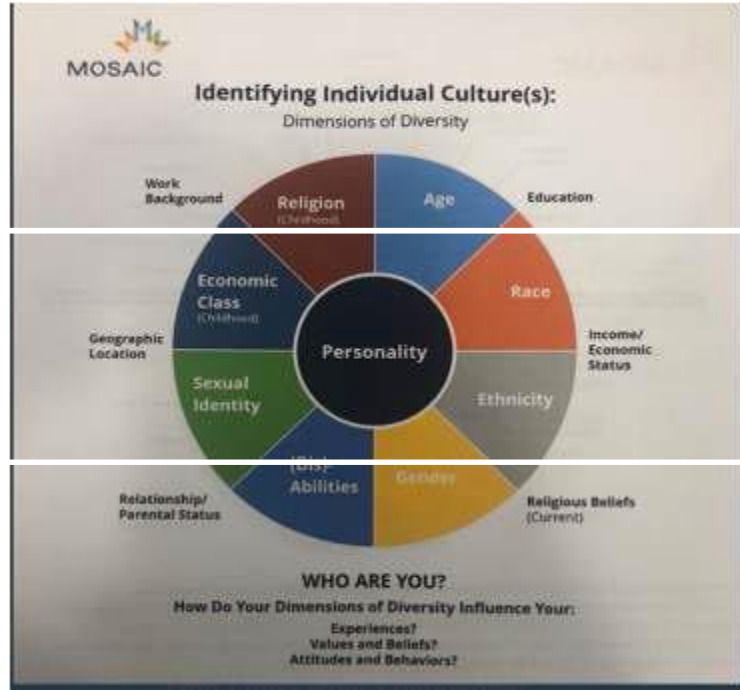 MOSAIC
Identifying Individual Culture(s):
Dimensions of Diversity
Work
Background
Religion
(Childhood)
Age
Education
Economic
Class
(Childhood)
Race
Geographic
Location
Personality
Income/
Economic
Status
Sexual
Identity
Ethnicity
(Dis)-
Abilities
Gender
Relationship/
Parental Status
Religious Beliefs
(Current)
WHO ARE YOU?
How Do Your Dimensions of Diversity Influence Your:
Experiences?
Values and Beliefs?
Attitudes and Behaviors?